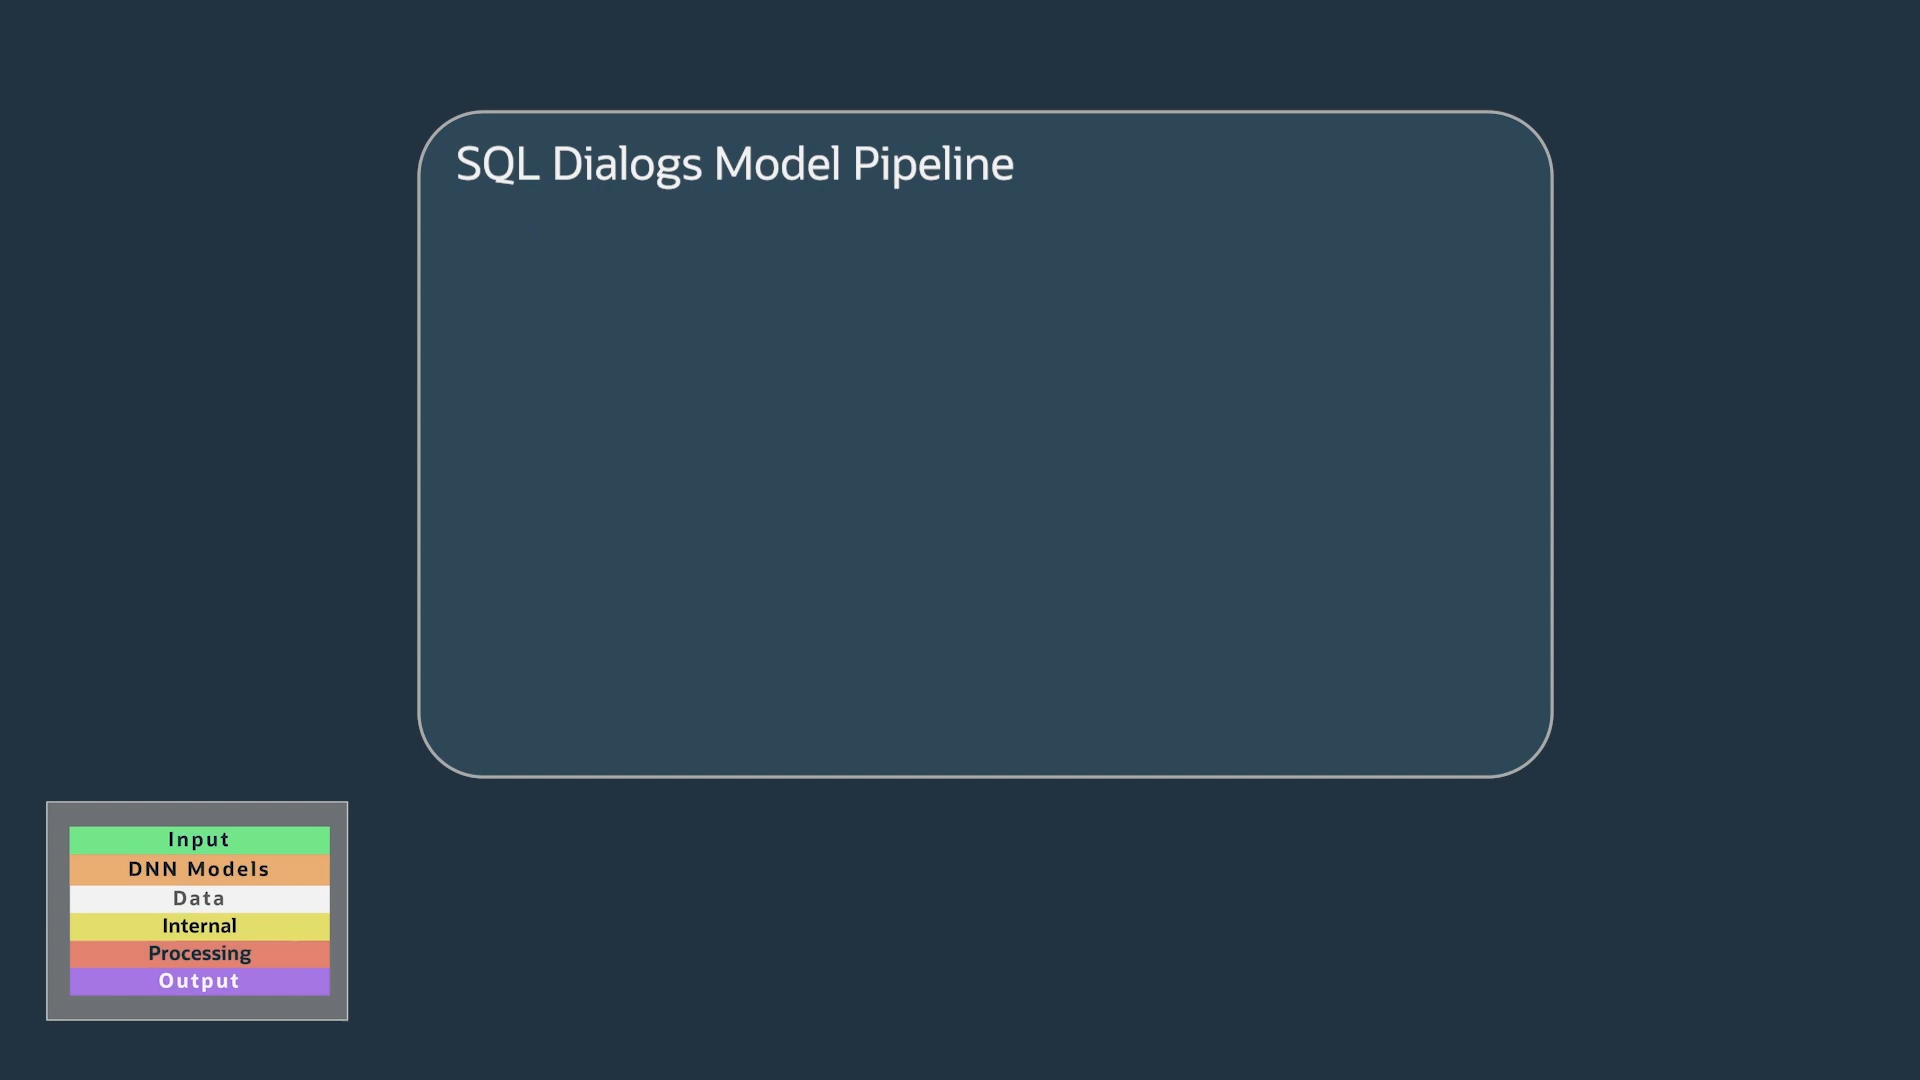 SQL Dialogs Model Pipeline
Input
DNN Models
Data
Internal
Processing
Output